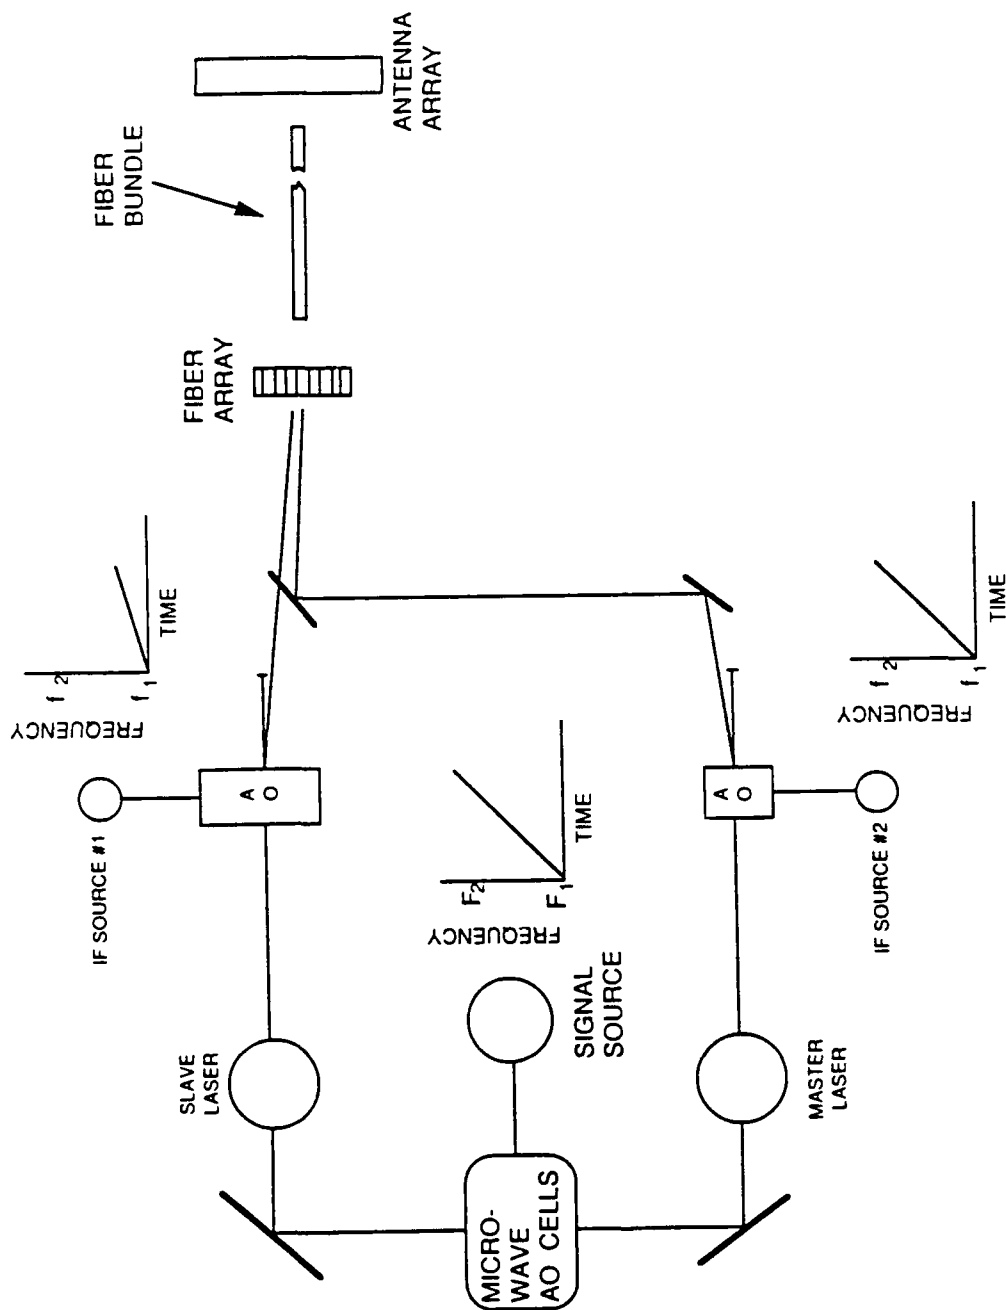 FIBER
BUNDLE
ANTENNA
ARRAY
FIBER
ARRAY
FREQUENCY
f2
f1
TIME
IF SOURCE #1
A
O
SLAVE
LASER
FREQUENCY
F2
F1
TIME
SIGNAL
SOURCE
MICRO-
WAVE
AO CELLS
A
O
IF SOURCE #2
FREQUENCY
f2
f1
TIME
MASTER
LASER